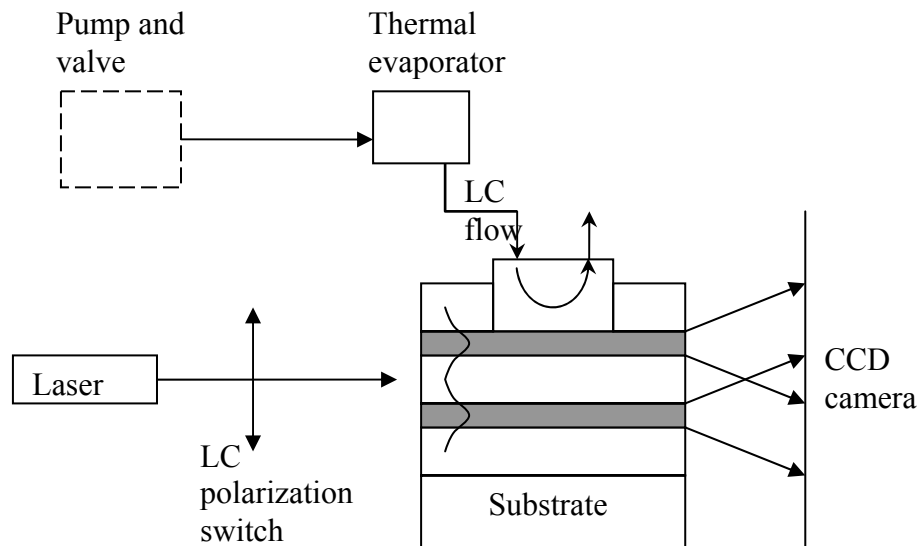 Pump and
valve
Thermal
evaporator
LC
flow
Laser
LC
polarization
switch
CCD
camera
Substrate